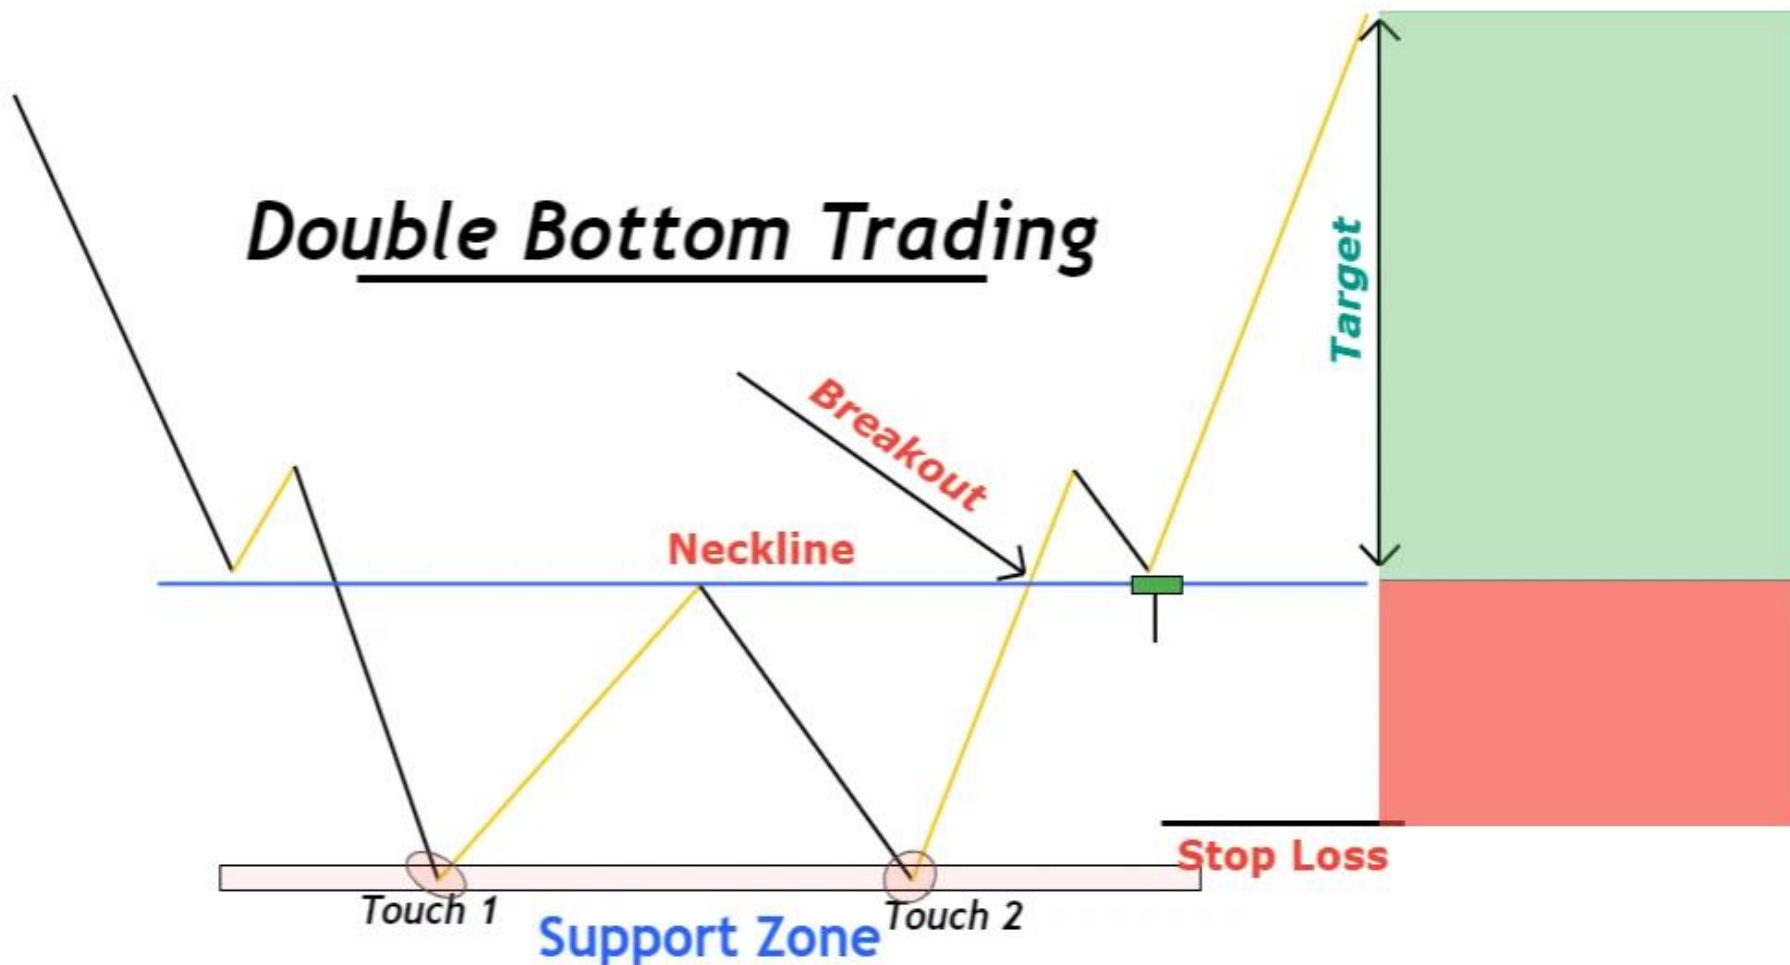 Double Bottom Trading
Target
Breakout
Neckline
Stop Loss
Touch 1
Touch 2
Support Zone